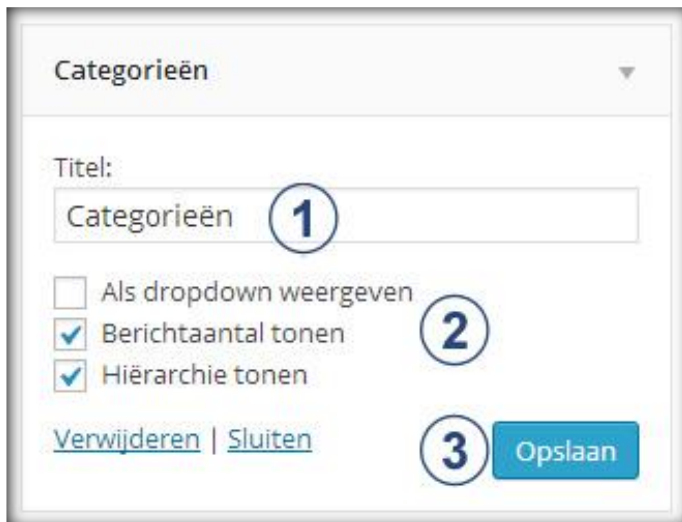 Categorieën
Titel:
Categorieën 1
Als dropdown weergeven
Berichtaantal tonen 2
Hiërarchie tonen
Verwijderen | Sluiten 3 Opslaan